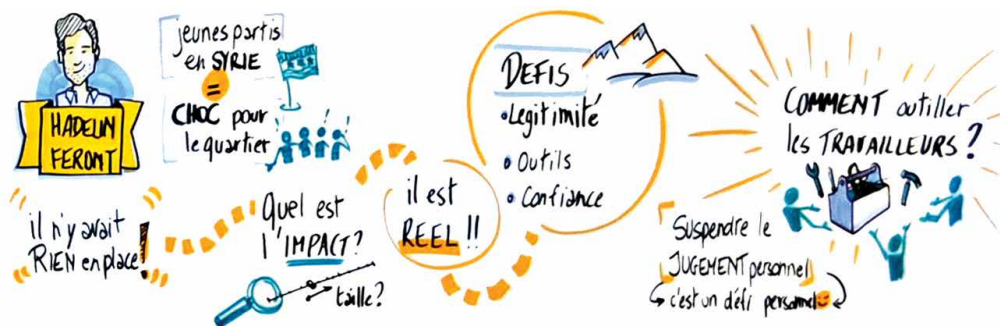 HADELIN
FERONT
jeunes partis
en SYRIE
=
CHOC pour
le quartier
il n'y avait
RIEN en place!
Quel est
l'IMPACT?
taille?
il est
REEL!!
DEFIS
•Legitimité
• Outils
• Confiance
COMMENT outiller
les TRAVAILLEURS?
Suspendre le
JUGEMENT personnel
c'est un défi personnel